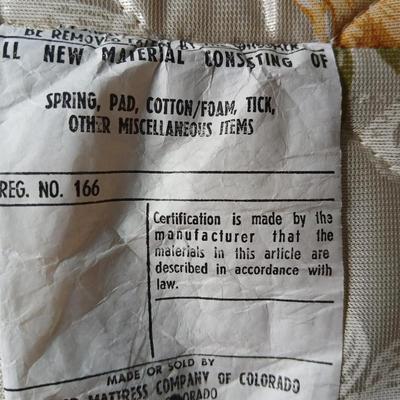 BE REMOVED
LL NEW MATERIAL CONSISTING OF
SPRING, PAD, COTTON/FOAM, TICK,
OTHER MISCELLANEOUS ITEMS
REG. NO. 166
Certification is made by the
manufacturer that the
materials in this article are
described in accordance with
law.
MADE OR SOLD BY
MATTRESS COMPANY OF COLORADO